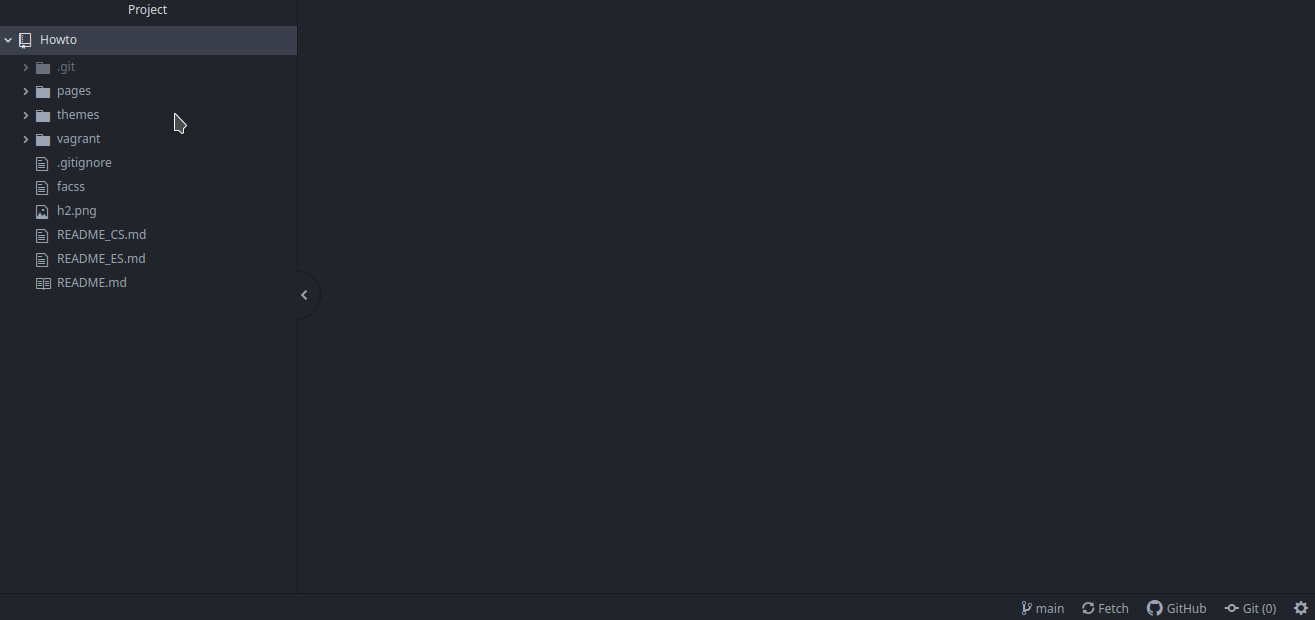 Project
Howto
.git
pages
themes
vagrant
.gitignore
facss
h2.png
README_CS.md
README_ES.md
README.md
main Fetch GitHub Git (0)